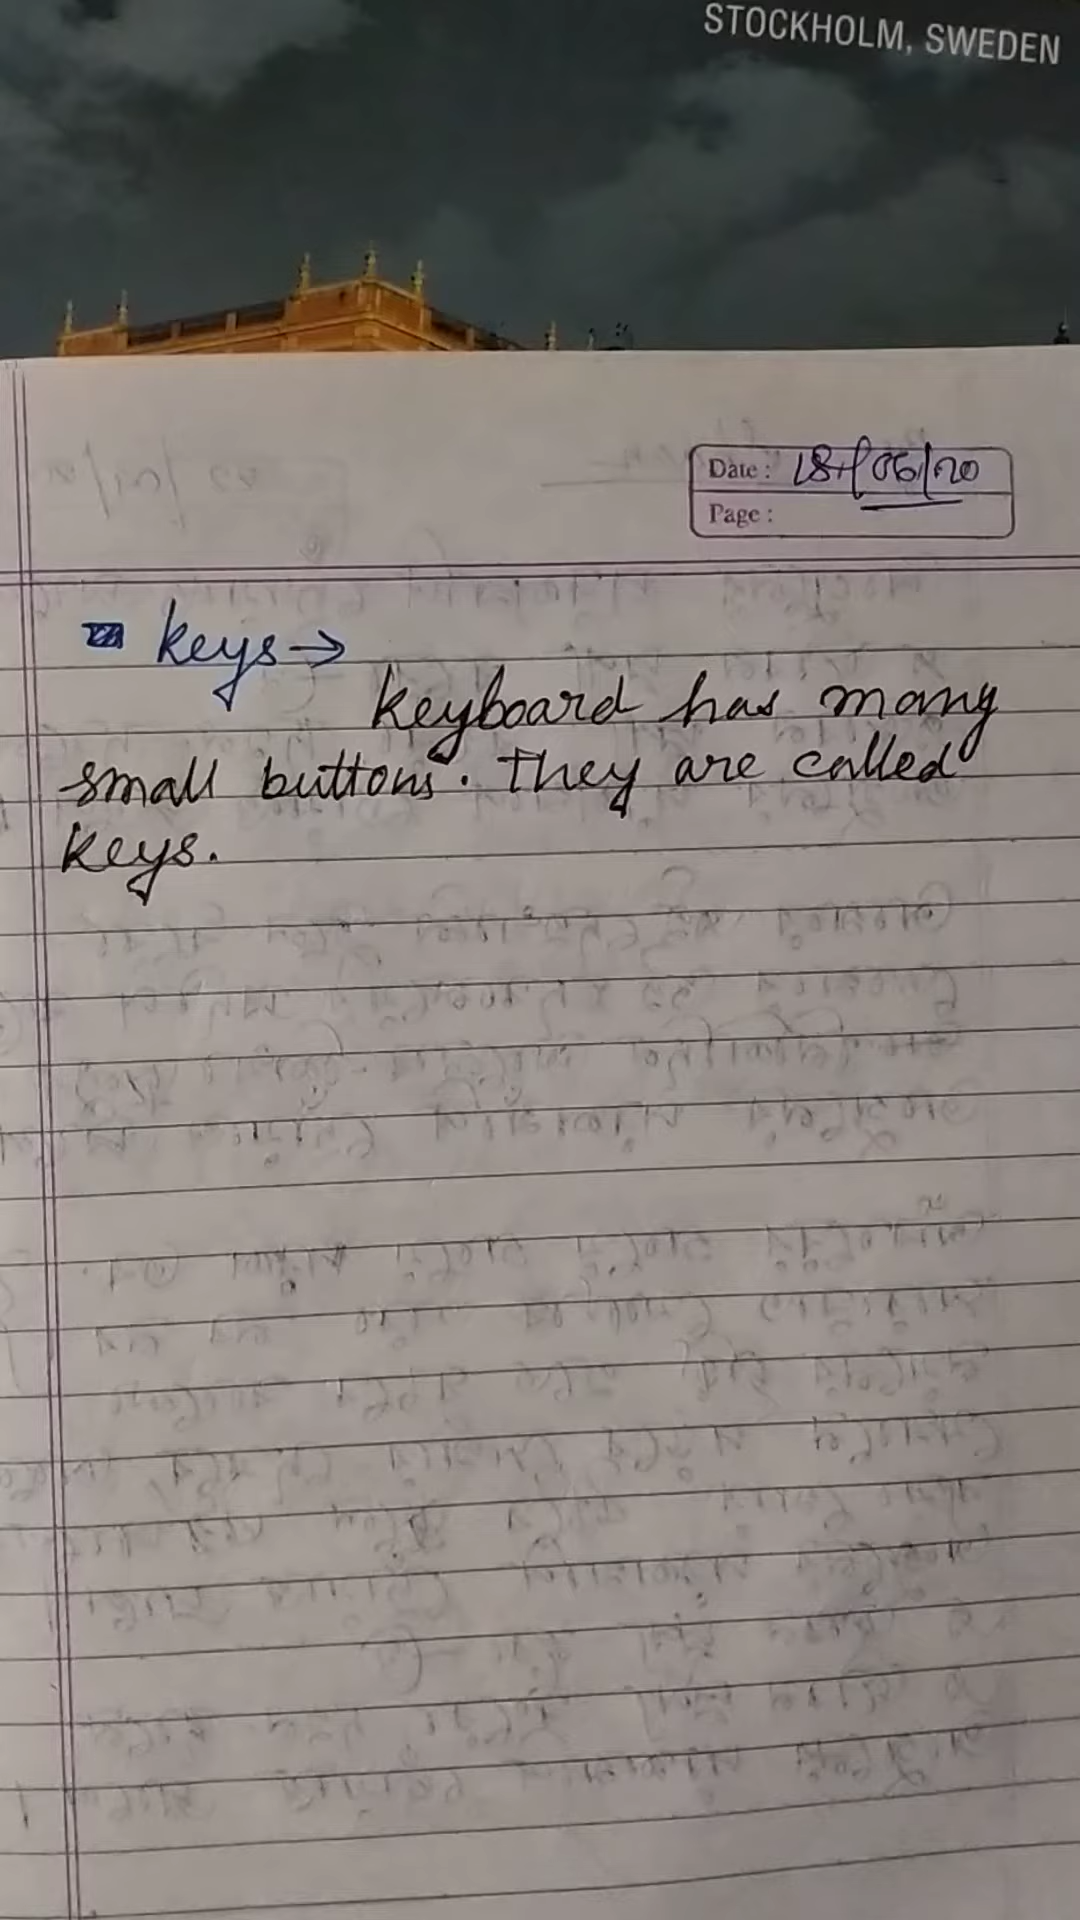 STOCKHOLM, SWEDEN
Date: 18/06/20
Page:
keys→
keyboard has many
small buttons. They are called
keys.